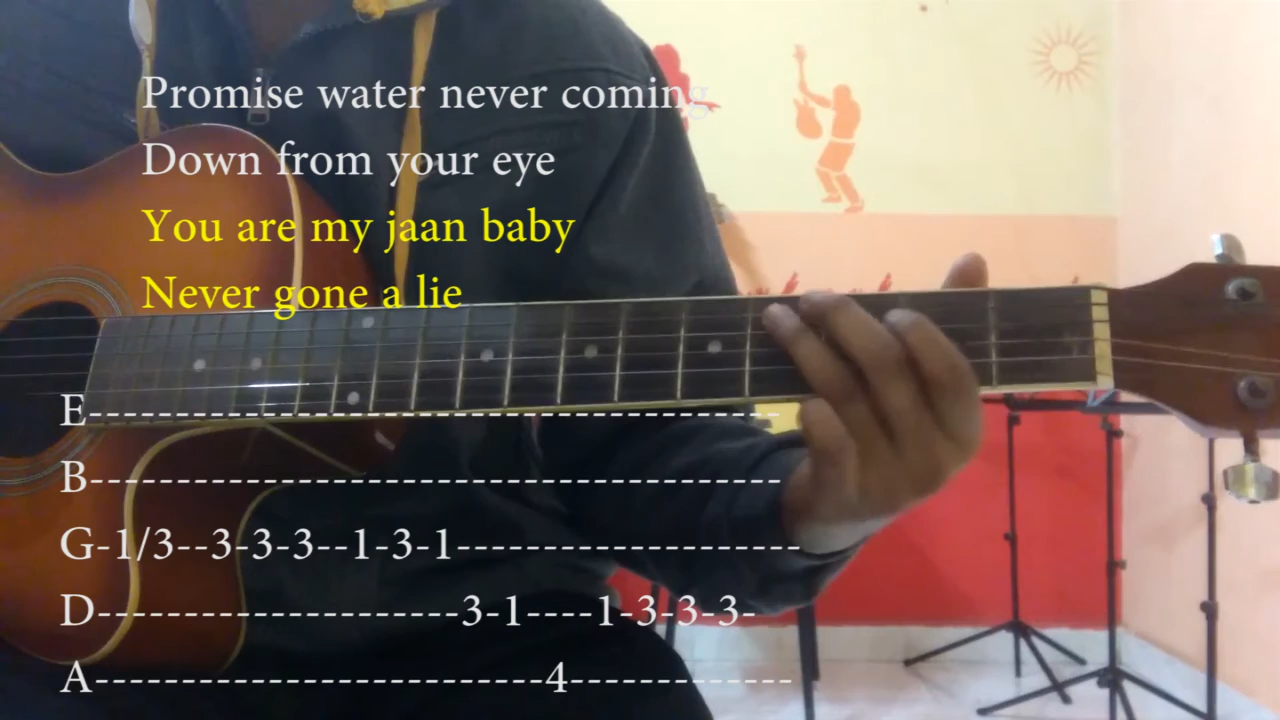 Promise water never coming
Down from your eye
You are my jaan baby
Never gone a lie
E----------------------------------------
B----------------------------------------
G-1/3--3-3-3--1-3-1--------------------
D---------------------3-1----1-3-3-3-
A--------------------------4-------------